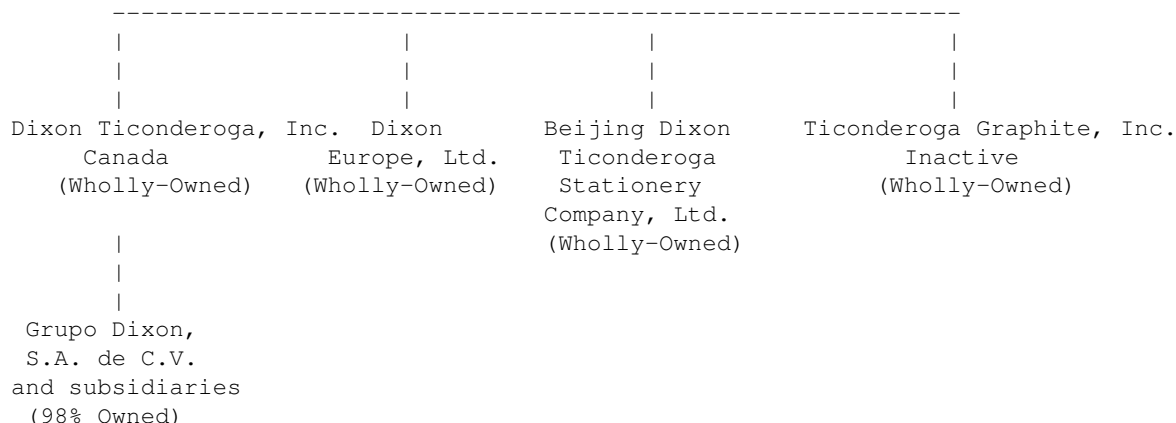 Dixon Ticonderoga, Inc. Dixon Beijing Dixon Ticonderoga Graphite, Inc.
Canada Europe, Ltd. Ticonderoga Inactive
(Wholly-Owned) (Wholly-Owned) Stationery (Wholly-Owned)
Company, Ltd.
(Wholly-Owned)
Grupo Dixon,
S.A. de C.V.
and subsidiaries
(98% Owned)